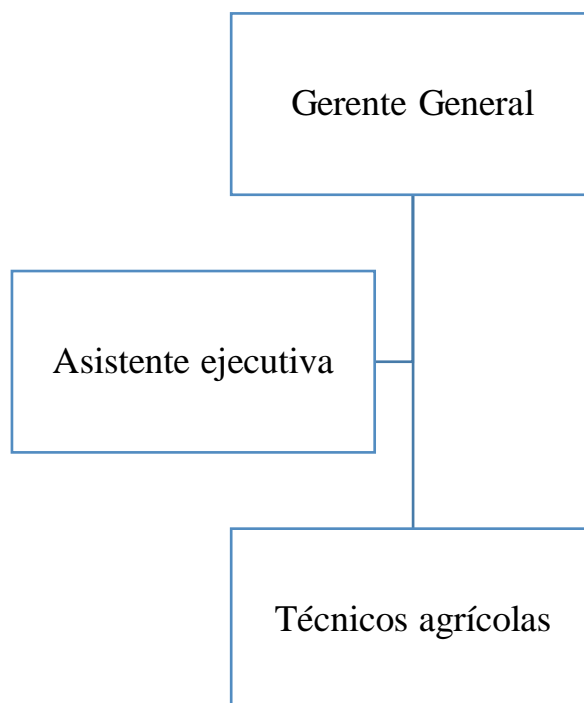 Gerente General
Asistente ejecutiva
Técnicos agrícolas